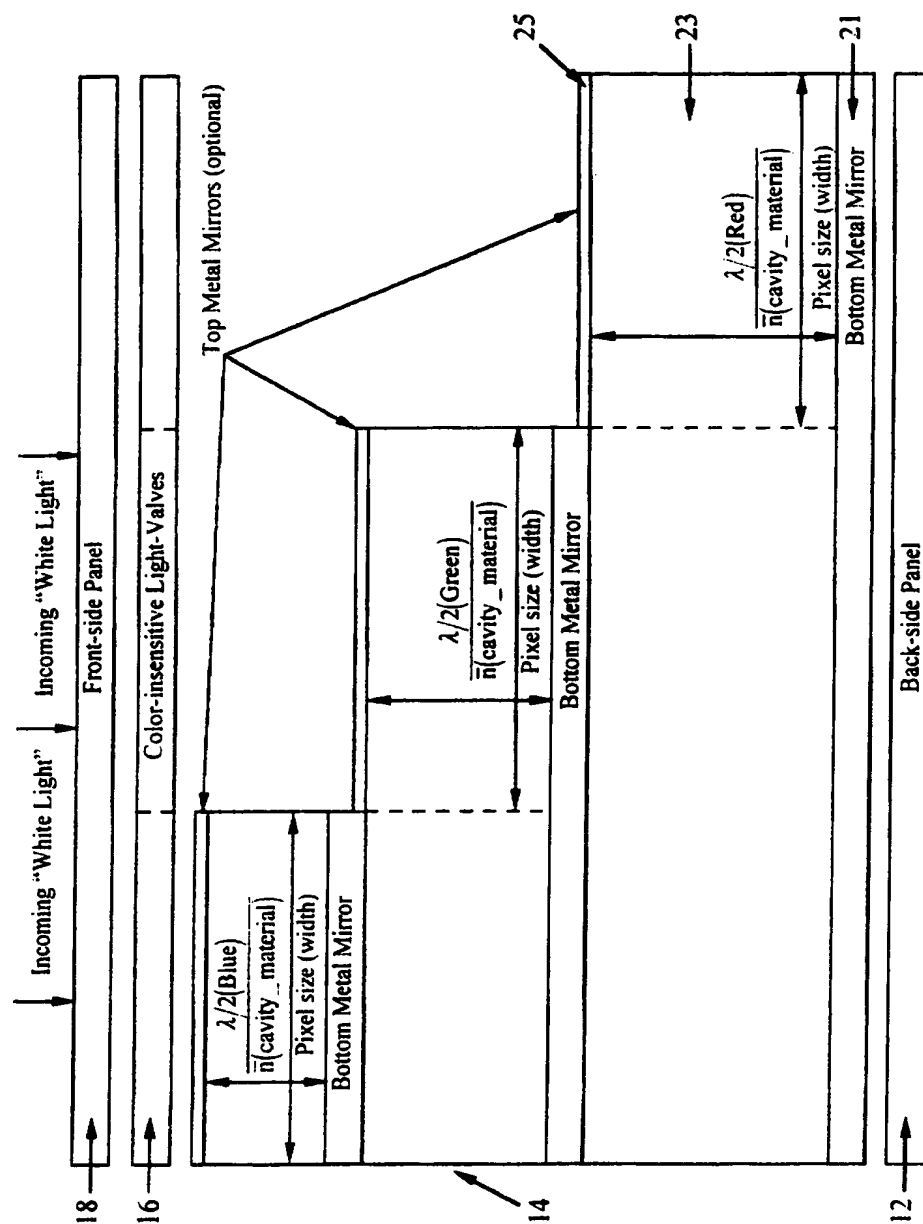 Incoming “White Light”
Incoming “White Light”
18
Front-side Panel
16
Color-insensitive Light-Valves
Top Metal Mirrors (optional)
λ/2(Blue)
n̅(cavity_material)
Pixel size (width)
Bottom Metal Mirror
λ/2(Green)
n̅(cavity_material)
Pixel size (width)
Bottom Metal Mirror
25
λ/2(Red)
n̅(cavity_material)
23
Pixel size (width)
Bottom Metal Mirror
21
14
12
Back-side Panel